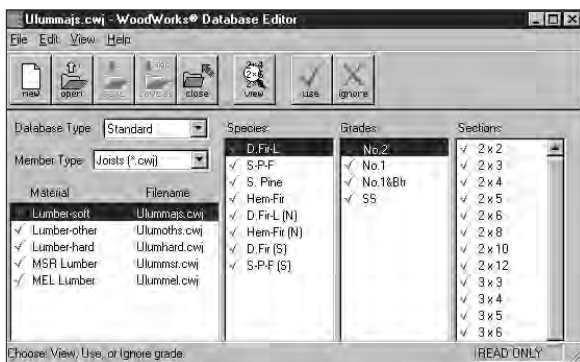 Ulummajs.cwj - WoodWorks® Database Editor
File Edit View Help
new open save save as close view use ignore
Database Type Standard
Member Type Joists (*.cwj)
Material Filename
Lumber-soft Ulummajs.cwj
Lumber-other Ulumoths.cwj
Lumber-hard Ulumhard.cwj
MSR Lumber Ulummsr.cwj
MEL Lumber Ulummel.cwj
Species:
D.Fir-L
S-P-F
S. Pine
Hem-Fir
D.Fir-L (N)
Hem-Fir (N)
D.Fir (S)
S-P-F (S)
Grades:
No.2
No.1
No.1&Btr
SS
Sections:
2 x 2
2 x 3
2 x 4
2 x 5
2 x 6
2 x 8
2 x 10
2 x 12
3 x 3
3 x 4
3 x 5
3 x 6
Choose: View, Use, or Ignore grade.
READ ONLY